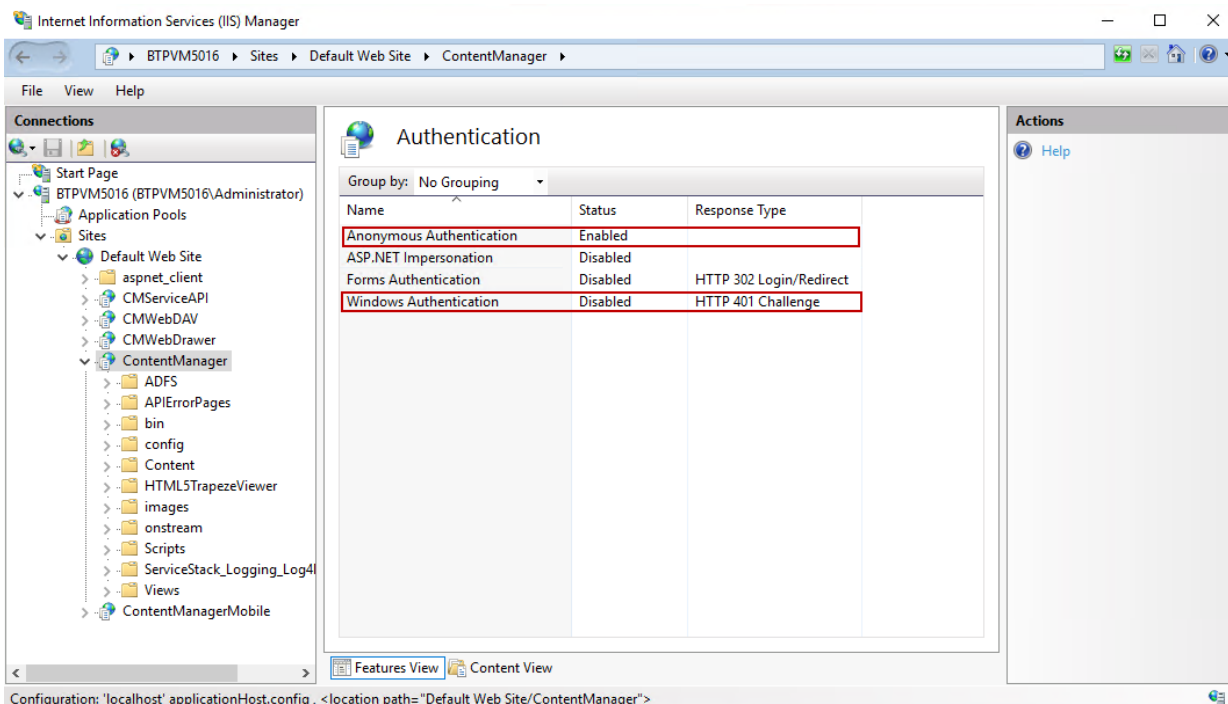 Internet Information Services (IIS) Manager
BTPVM5016 Sites Default Web Site ContentManager
File View Help
Connections
Start Page
BTPVM5016 (BTPVM5016\Administrator)
Application Pools
Sites
Default Web Site
aspnet_client
CMServiceAPI
CMWebDAV
CMWebDrawer
ContentManager
ADFS
APIErrorPages
bin
config
Content
HTML5TrapezeViewer
images
onstream
Scripts
ServiceStack_Logging_Log4
Views
ContentManagerMobile
Authentication
Group by: No Grouping
Name Status Response Type
Anonymous Authentication Enabled
ASP.NET Impersonation Disabled
Forms Authentication Disabled HTTP 302 Login/Redirect
Windows Authentication Disabled HTTP 401 Challenge
Features View Content View
Actions
Help
Configuration: 'localhost' applicationHost.config , <location path="Default Web Site/ContentManager">